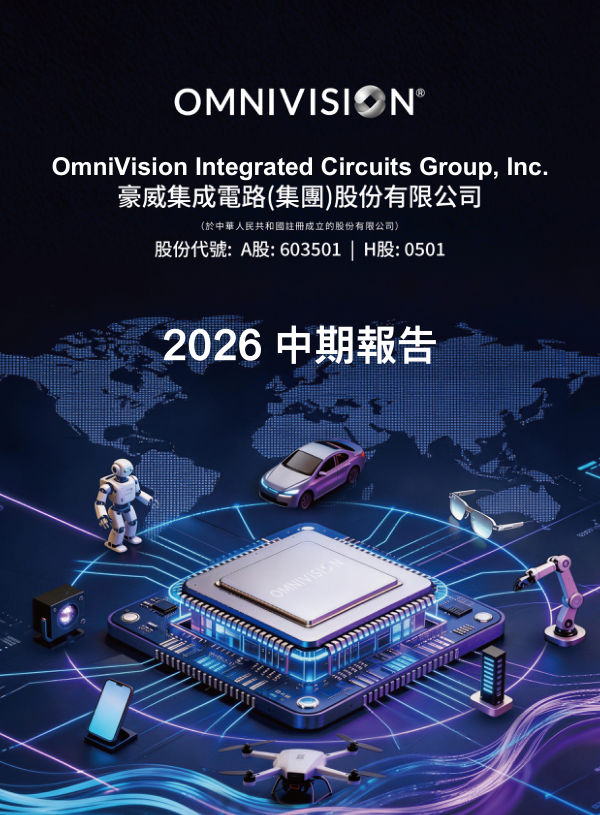 OMNIVISION®
OmniVision Integrated Circuits Group, Inc.
豪威集成電路(集團)股份有限公司
（於中華人民共和國註冊成立的股份有限公司）
股份代號: A股: 603501 | H股: 0501
2026 中期報告
OMNIVISION